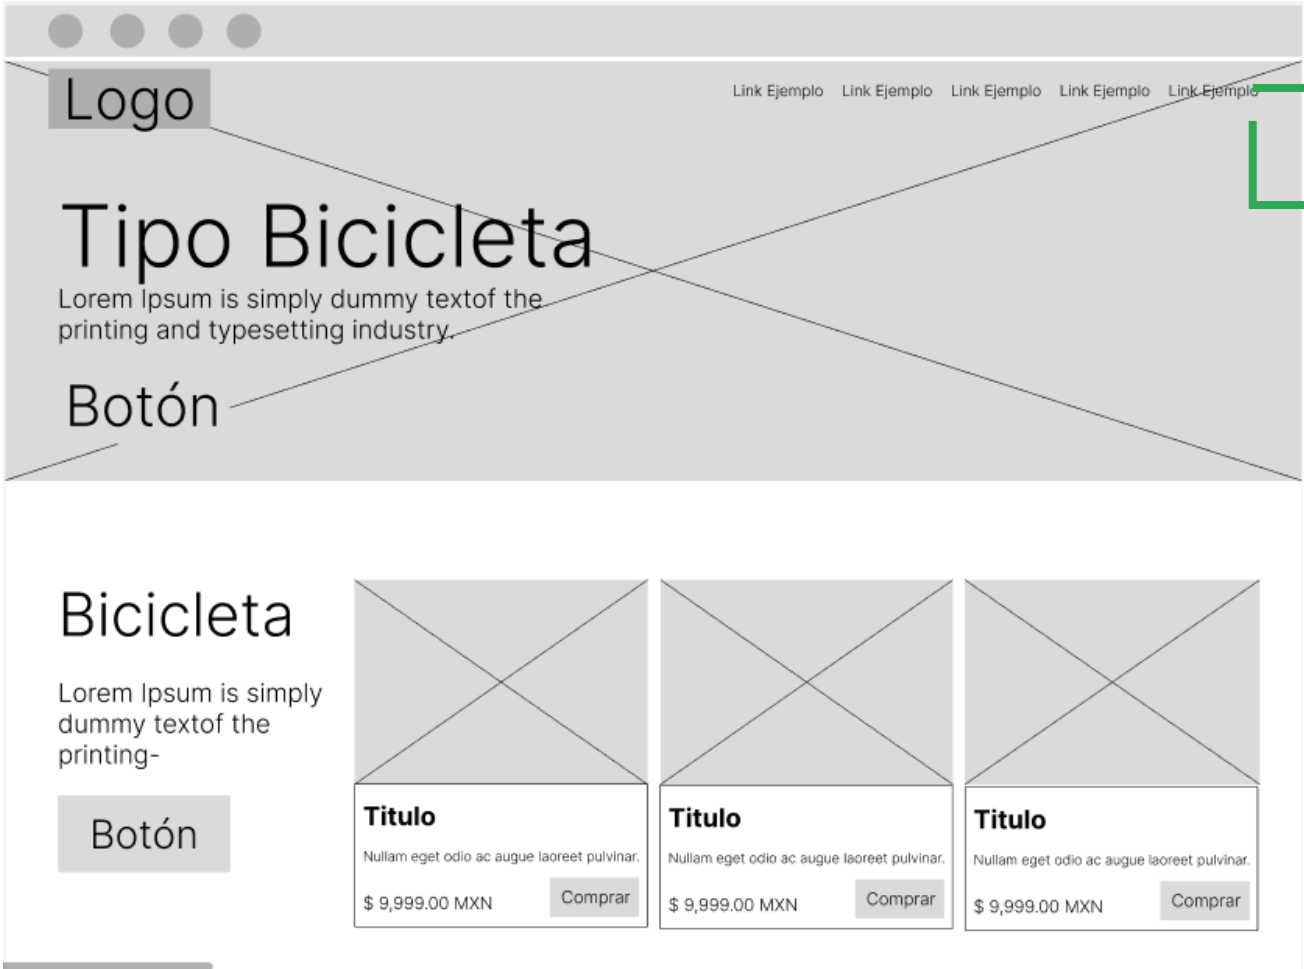 Logo
Link Ejemplo Link Ejemplo Link Ejemplo Link Ejemplo Link Ejemplo
Tipo Bicicleta
Lorem Ipsum is simply dummy textof the
printing and typesetting industry.
Botón
Bicicleta
Lorem Ipsum is simply
dummy textof the
printing-
Botón
Titulo
Nullam eget odio ac augue laoreet pulvinar.
$ 9,999.00 MXN Comprar
Titulo
Nullam eget odio ac augue laoreet pulvinar.
$ 9,999.00 MXN Comprar
Titulo
Nullam eget odio ac augue laoreet pulvinar.
$ 9,999.00 MXN Comprar